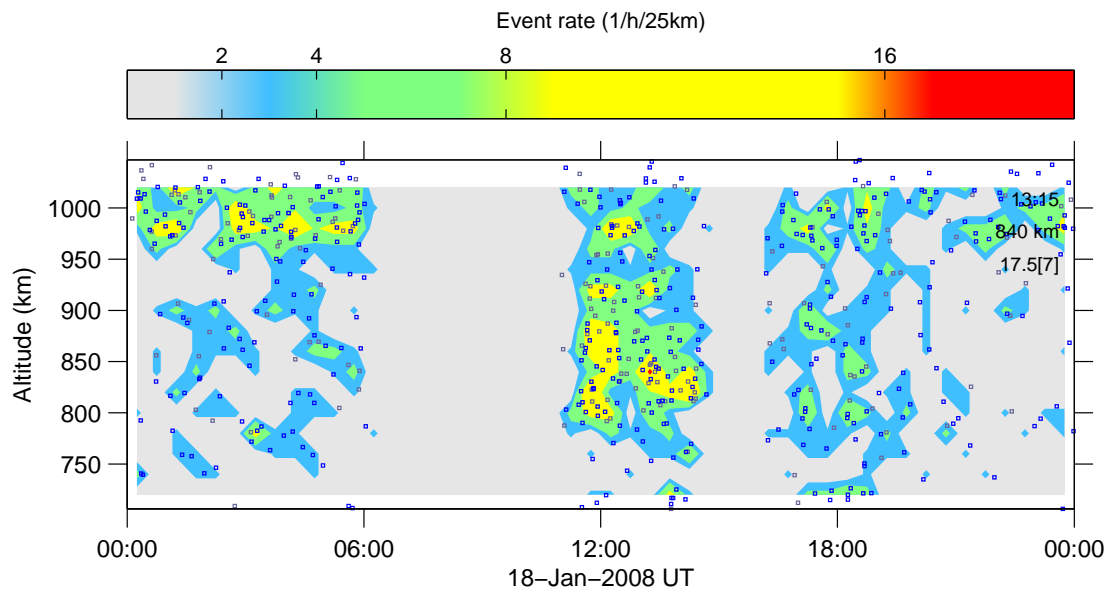 Event rate (1/h/25km)
2 4 8 16
1000
950
900
850
800
750
Altitude (km)
13:15
840 km
17.5[7]
00:00 06:00 12:00 18:00 00:00
18−Jan−2008 UT